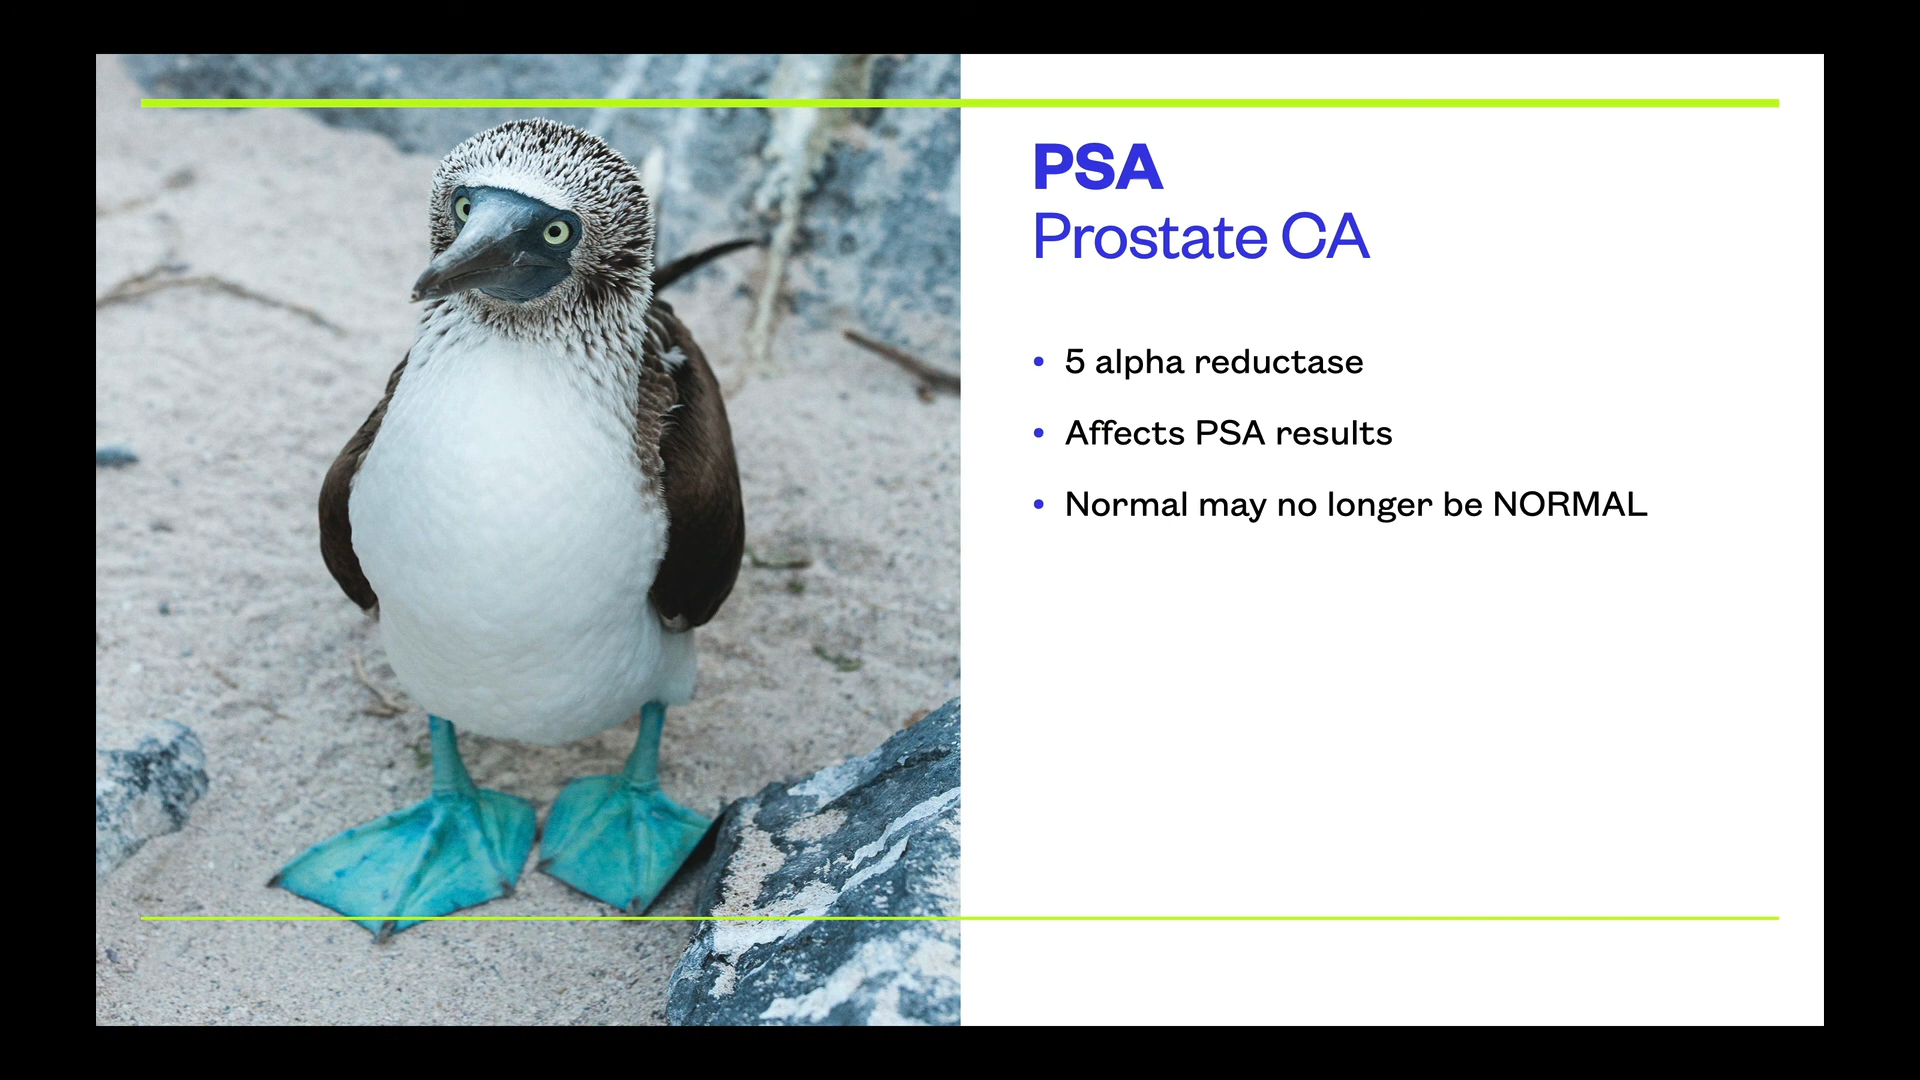 PSA
Prostate CA
• 5 alpha reductase
• Affects PSA results
• Normal may no longer be NORMAL